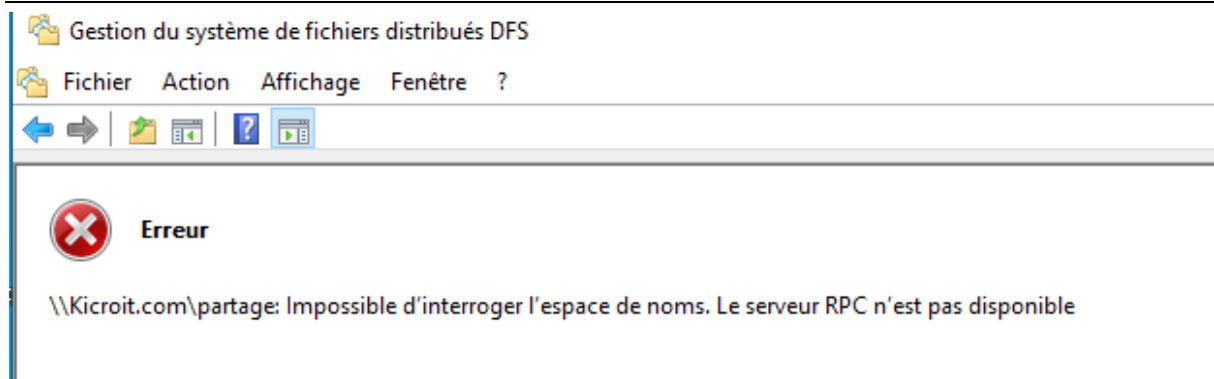 Gestion du système de fichiers distribués DFS
Fichier Action Affichage Fenêtre ?
Erreur
\\Kicroit.com\partage: Impossible d’interroger l’espace de noms. Le serveur RPC n’est pas disponible